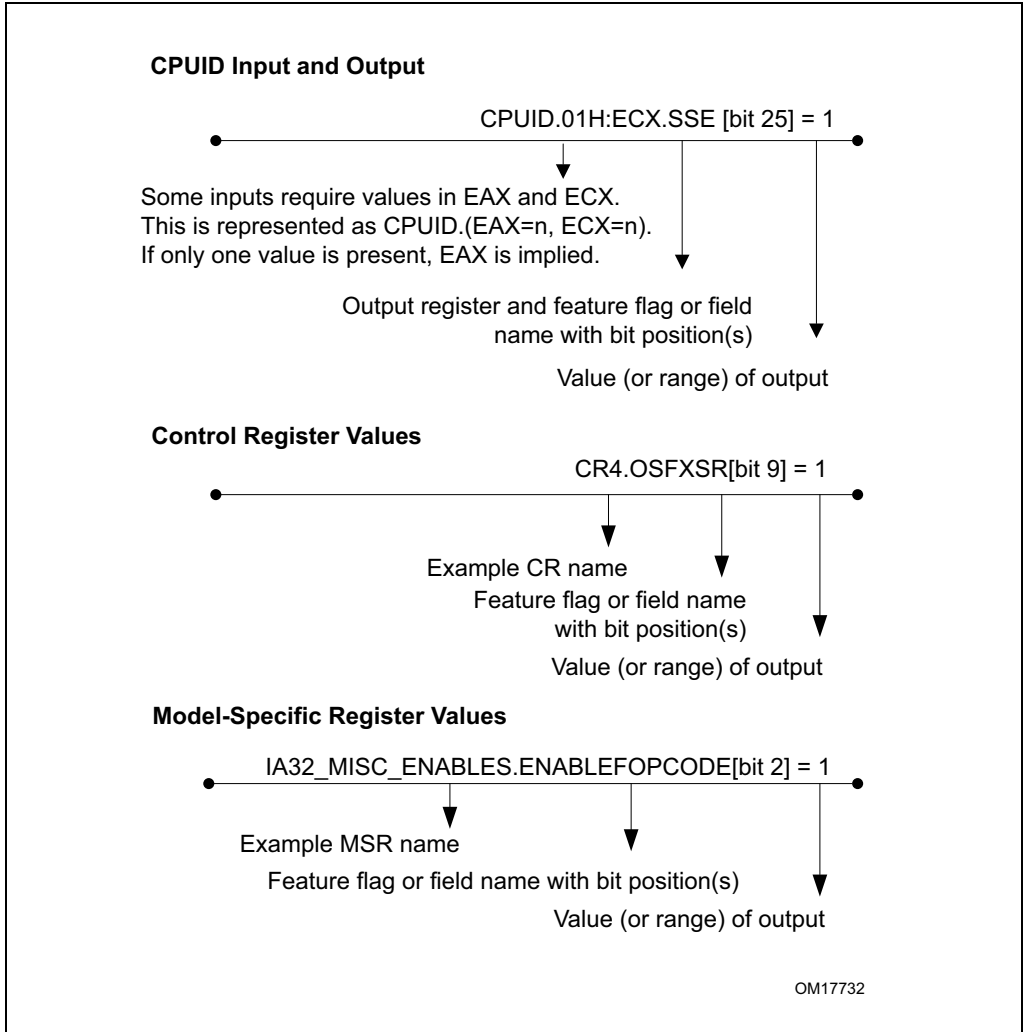 CPUID Input and Output
CPUID.01H:ECX.SSE [bit 25] = 1
Some inputs require values in EAX and ECX.
This is represented as CPUID.(EAX=n, ECX=n).
If only one value is present, EAX is implied.
Output register and feature flag or field
name with bit position(s)
Value (or range) of output
Control Register Values
CR4.OSFXSR[bit 9] = 1
Example CR name
Feature flag or field name
with bit position(s)
Value (or range) of output
Model-Specific Register Values
IA32_MISC_ENABLES.ENABLEFOPCODE[bit 2] = 1
Example MSR name
Feature flag or field name with bit position(s)
Value (or range) of output
OM17732